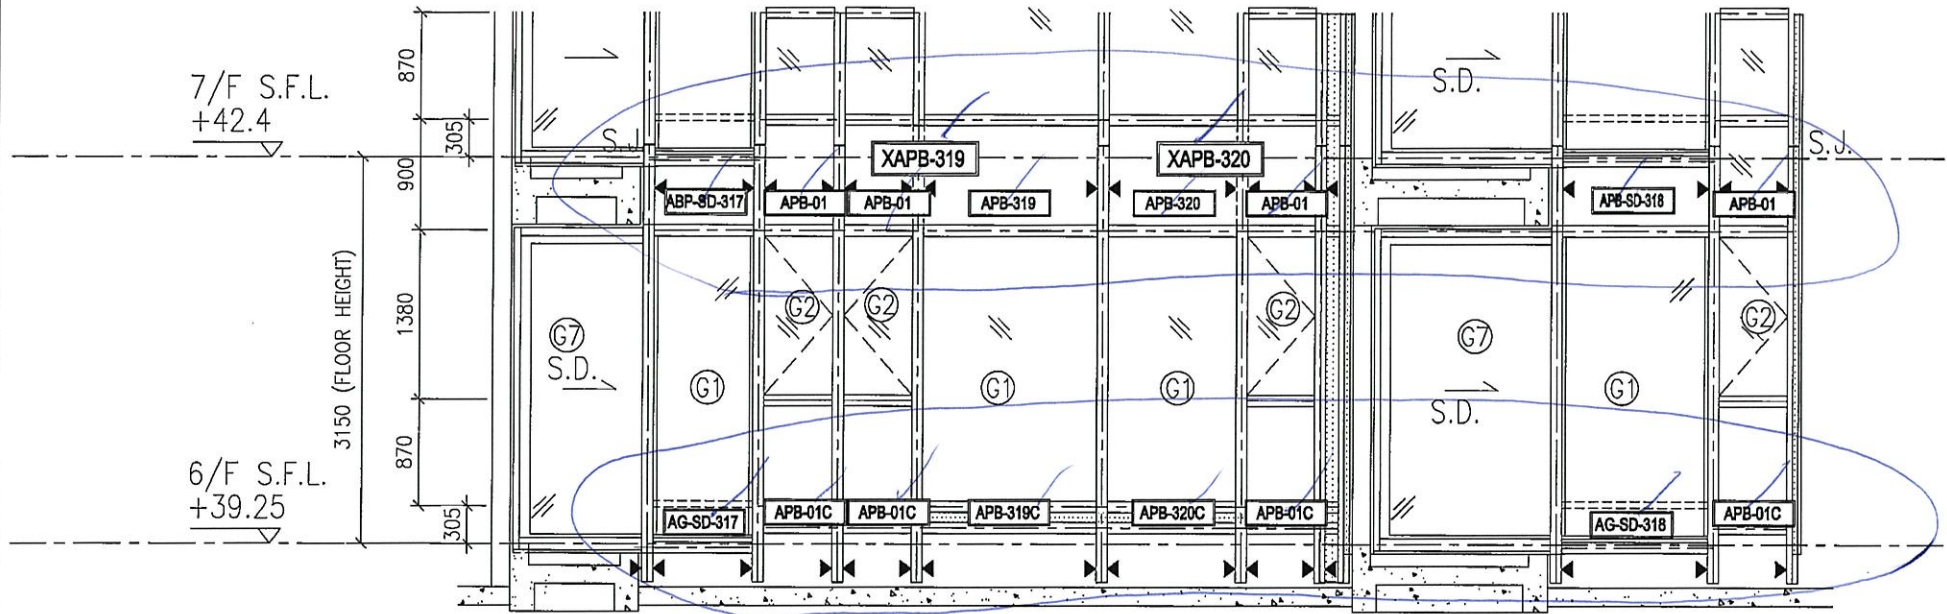 870
S.D.
7/F S.F.L.
+42.4
305
S.J.
XAPB-319
XAPB-320
S.J.
900
ABP-SD-317
APB-01
APB-01
APB-319
APB-320
APB-01
APB-SD-318
APB-01
3150 (FLOOR HEIGHT)
1380
G7
S.D.
G2
G2
G2
G7
G2
G1
G1
G1
S.D.
G1
870
6/F S.F.L.
+39.25
305
AG-SD-317
APB-01C
APB-01C
APB-319C
APB-320C
APB-01C
AG-SD-318
APB-01C